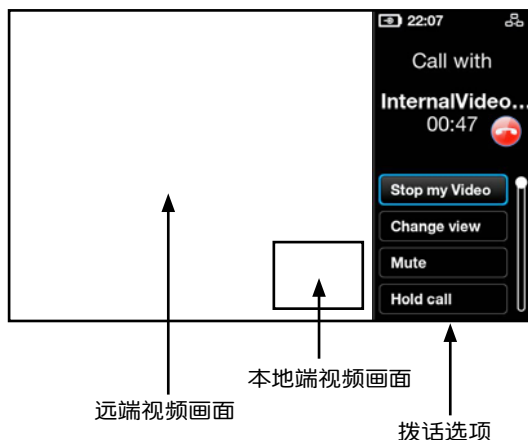 22:07
Call with
InternalVideo...
00:47
Stop my Video
Change view
Mute
Hold call
本地端视频画面
远端视频画面
拨话选项